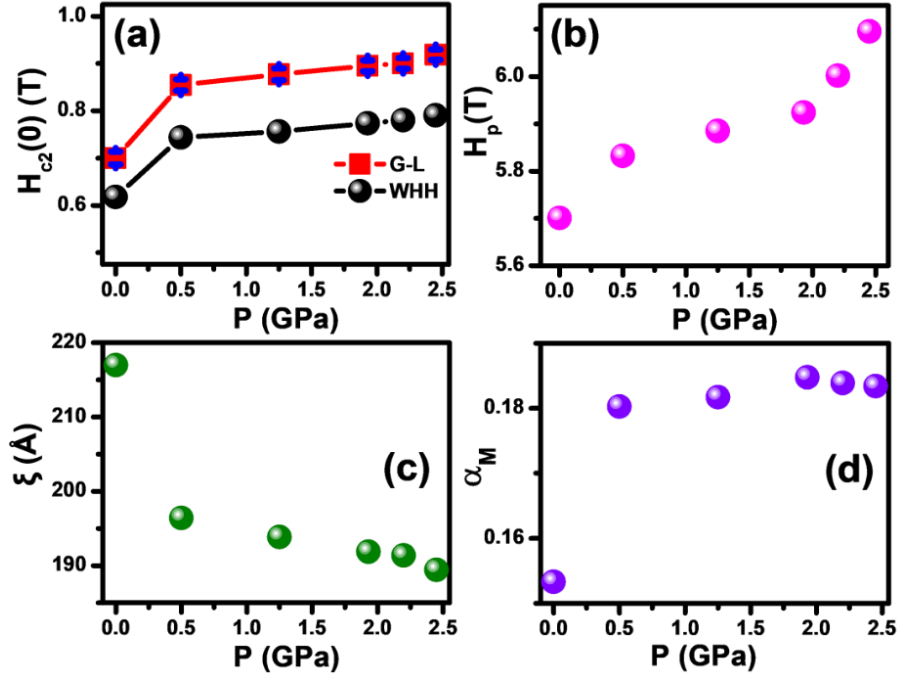 (a)
H_c2(0) (T)
1.0
0.8
0.6
G-L
WHH
0.0 0.5 1.0 1.5 2.0 2.5
P (GPa)
(b)
H_p(T)
6.0
5.8
5.6
0.0 0.5 1.0 1.5 2.0 2.5
P (GPa)
(c)
ξ (Å)
220
210
200
190
0.0 0.5 1.0 1.5 2.0 2.5
P (GPa)
(d)
α_M
0.18
0.16
0.0 0.5 1.0 1.5 2.0 2.5
P (GPa)